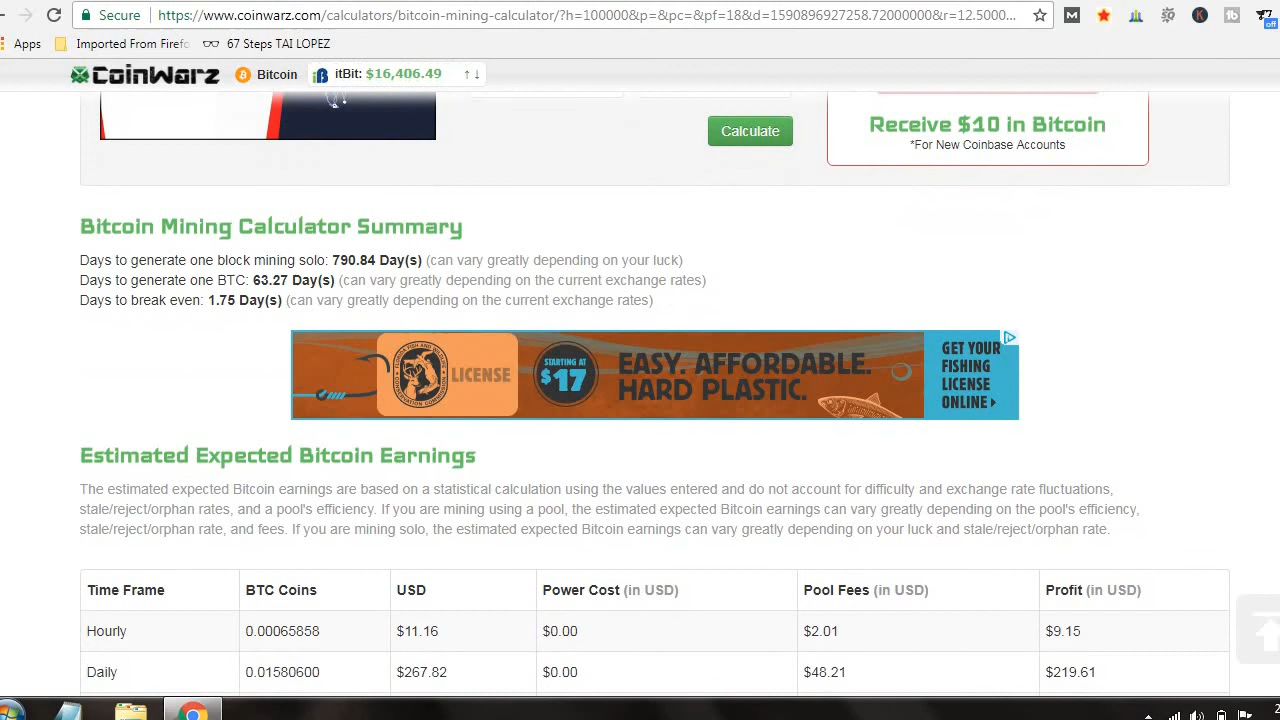 Secure https://www.coinwarz.com/calculators/bitcoin-mining-calculator/?h=100000&p=&pc=&pf=18&d=1590896927258.72000000&r=12.5000...
off
Apps Imported From Firefo 67 Steps TAI LOPEZ
CoinWarz Bitcoin itBit: $16,406.49 ↑↓
Receive $10 in Bitcoin
Calculate
*For New Coinbase Accounts
Bitcoin Mining Calculator Summary
Days to generate one block mining solo: 790.84 Day(s) (can vary greatly depending on your luck)
Days to generate one BTC: 63.27 Day(s) (can vary greatly depending on the current exchange rates)
Days to break even: 1.75 Day(s) (can vary greatly depending on the current exchange rates)
LICENSE
STARTING AT
$17
EASY. AFFORDABLE.
HARD PLASTIC.
GET YOUR
FISHING
LICENSE
ONLINE
Estimated Expected Bitcoin Earnings
The estimated expected Bitcoin earnings are based on a statistical calculation using the values entered and do not account for difficulty and exchange rate fluctuations,
stale/reject/orphan rates, and a pool's efficiency. If you are mining using a pool, the estimated expected Bitcoin earnings can vary greatly depending on the pool's efficiency,
stale/reject/orphan rate, and fees. If you are mining solo, the estimated expected Bitcoin earnings can vary greatly depending on your luck and stale/reject/orphan rate.
Time Frame BTC Coins USD Power Cost (in USD) Pool Fees (in USD) Profit (in USD)
Hourly 0.00065858 $11.16 $0.00 $2.01 $9.15
Daily 0.01580600 $267.82 $0.00 $48.21 $219.61